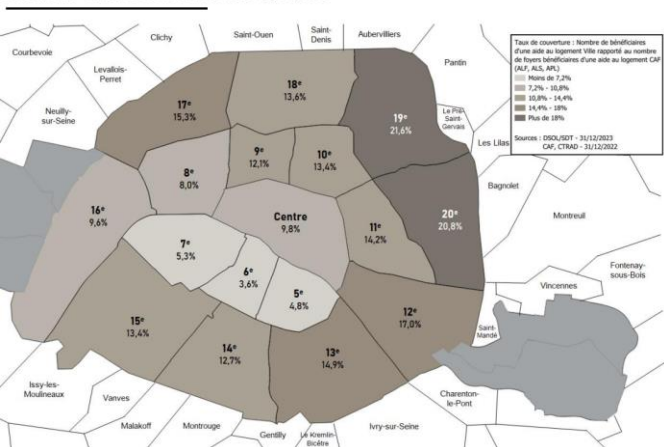 Clichy
Saint-Ouen
Saint-
Denis
Aubervilliers
Courbevoie
Levallois-
Perret
Pantin
Neuilly-
sur-Seine
Le Pré-
Saint-
Gervais
Les Lilas
Bagnolet
Montreuil
Fontenay-
sous-Bois
Vincennes
Saint-
Mandé
Charenton-
le-Pont
Ivry-sur-Seine
Le Kremlin-
Bicêtre
Gentilly
Montrouge
Malakoff
Vanves
Issy-les-
Moulineaux
Taux de couverture : Nombre de bénéficiaires
d'une aide au logement Ville rapporté au nombre
de foyers bénéficiaires d'une aide au logement CAF
(ALF, ALS, APL)
Moins de 7,2%
7,2% - 10,8%
10,8% - 14,4%
14,4% - 18%
Plus de 18%
Sources : DSOL/SDT - 31/12/2023
CAF, CTRAD - 31/12/2022
18e
13,6%
17e
15,3%
19e
21,6%
9e
12,1%
10e
13,4%
8e
8,0%
16e
9,6%
Centre
9,8%
11e
14,2%
20e
20,8%
7e
5,3%
6e
3,6%
5e
4,8%
12e
17,0%
15e
13,4%
14e
12,7%
13e
14,9%